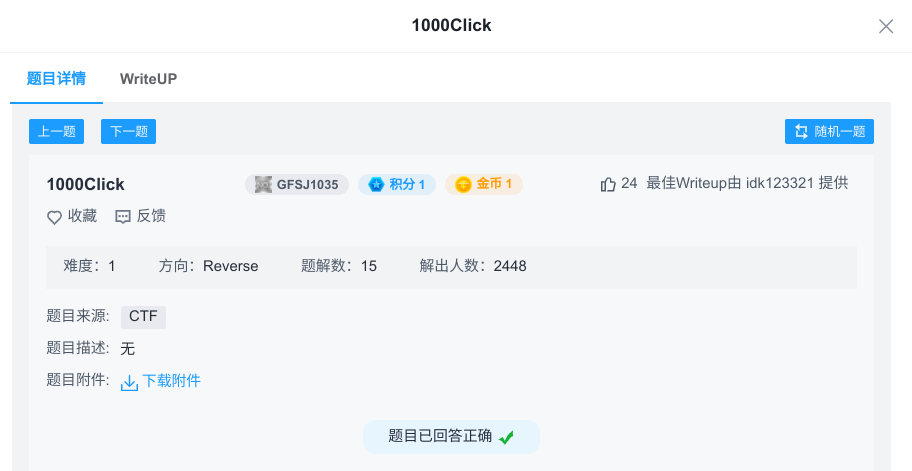 1000Click
题目详情 WriteUP
上一题 下一题 随机一题
1000Click GFSJ1035 积分 1 金币 1 24 最佳Writeup由 idk123321 提供
收藏 反馈
难度：1 方向：Reverse 题解数：15 解出人数：2448
题目来源: CTF
题目描述: 无
题目附件: 下载附件
题目已回答正确